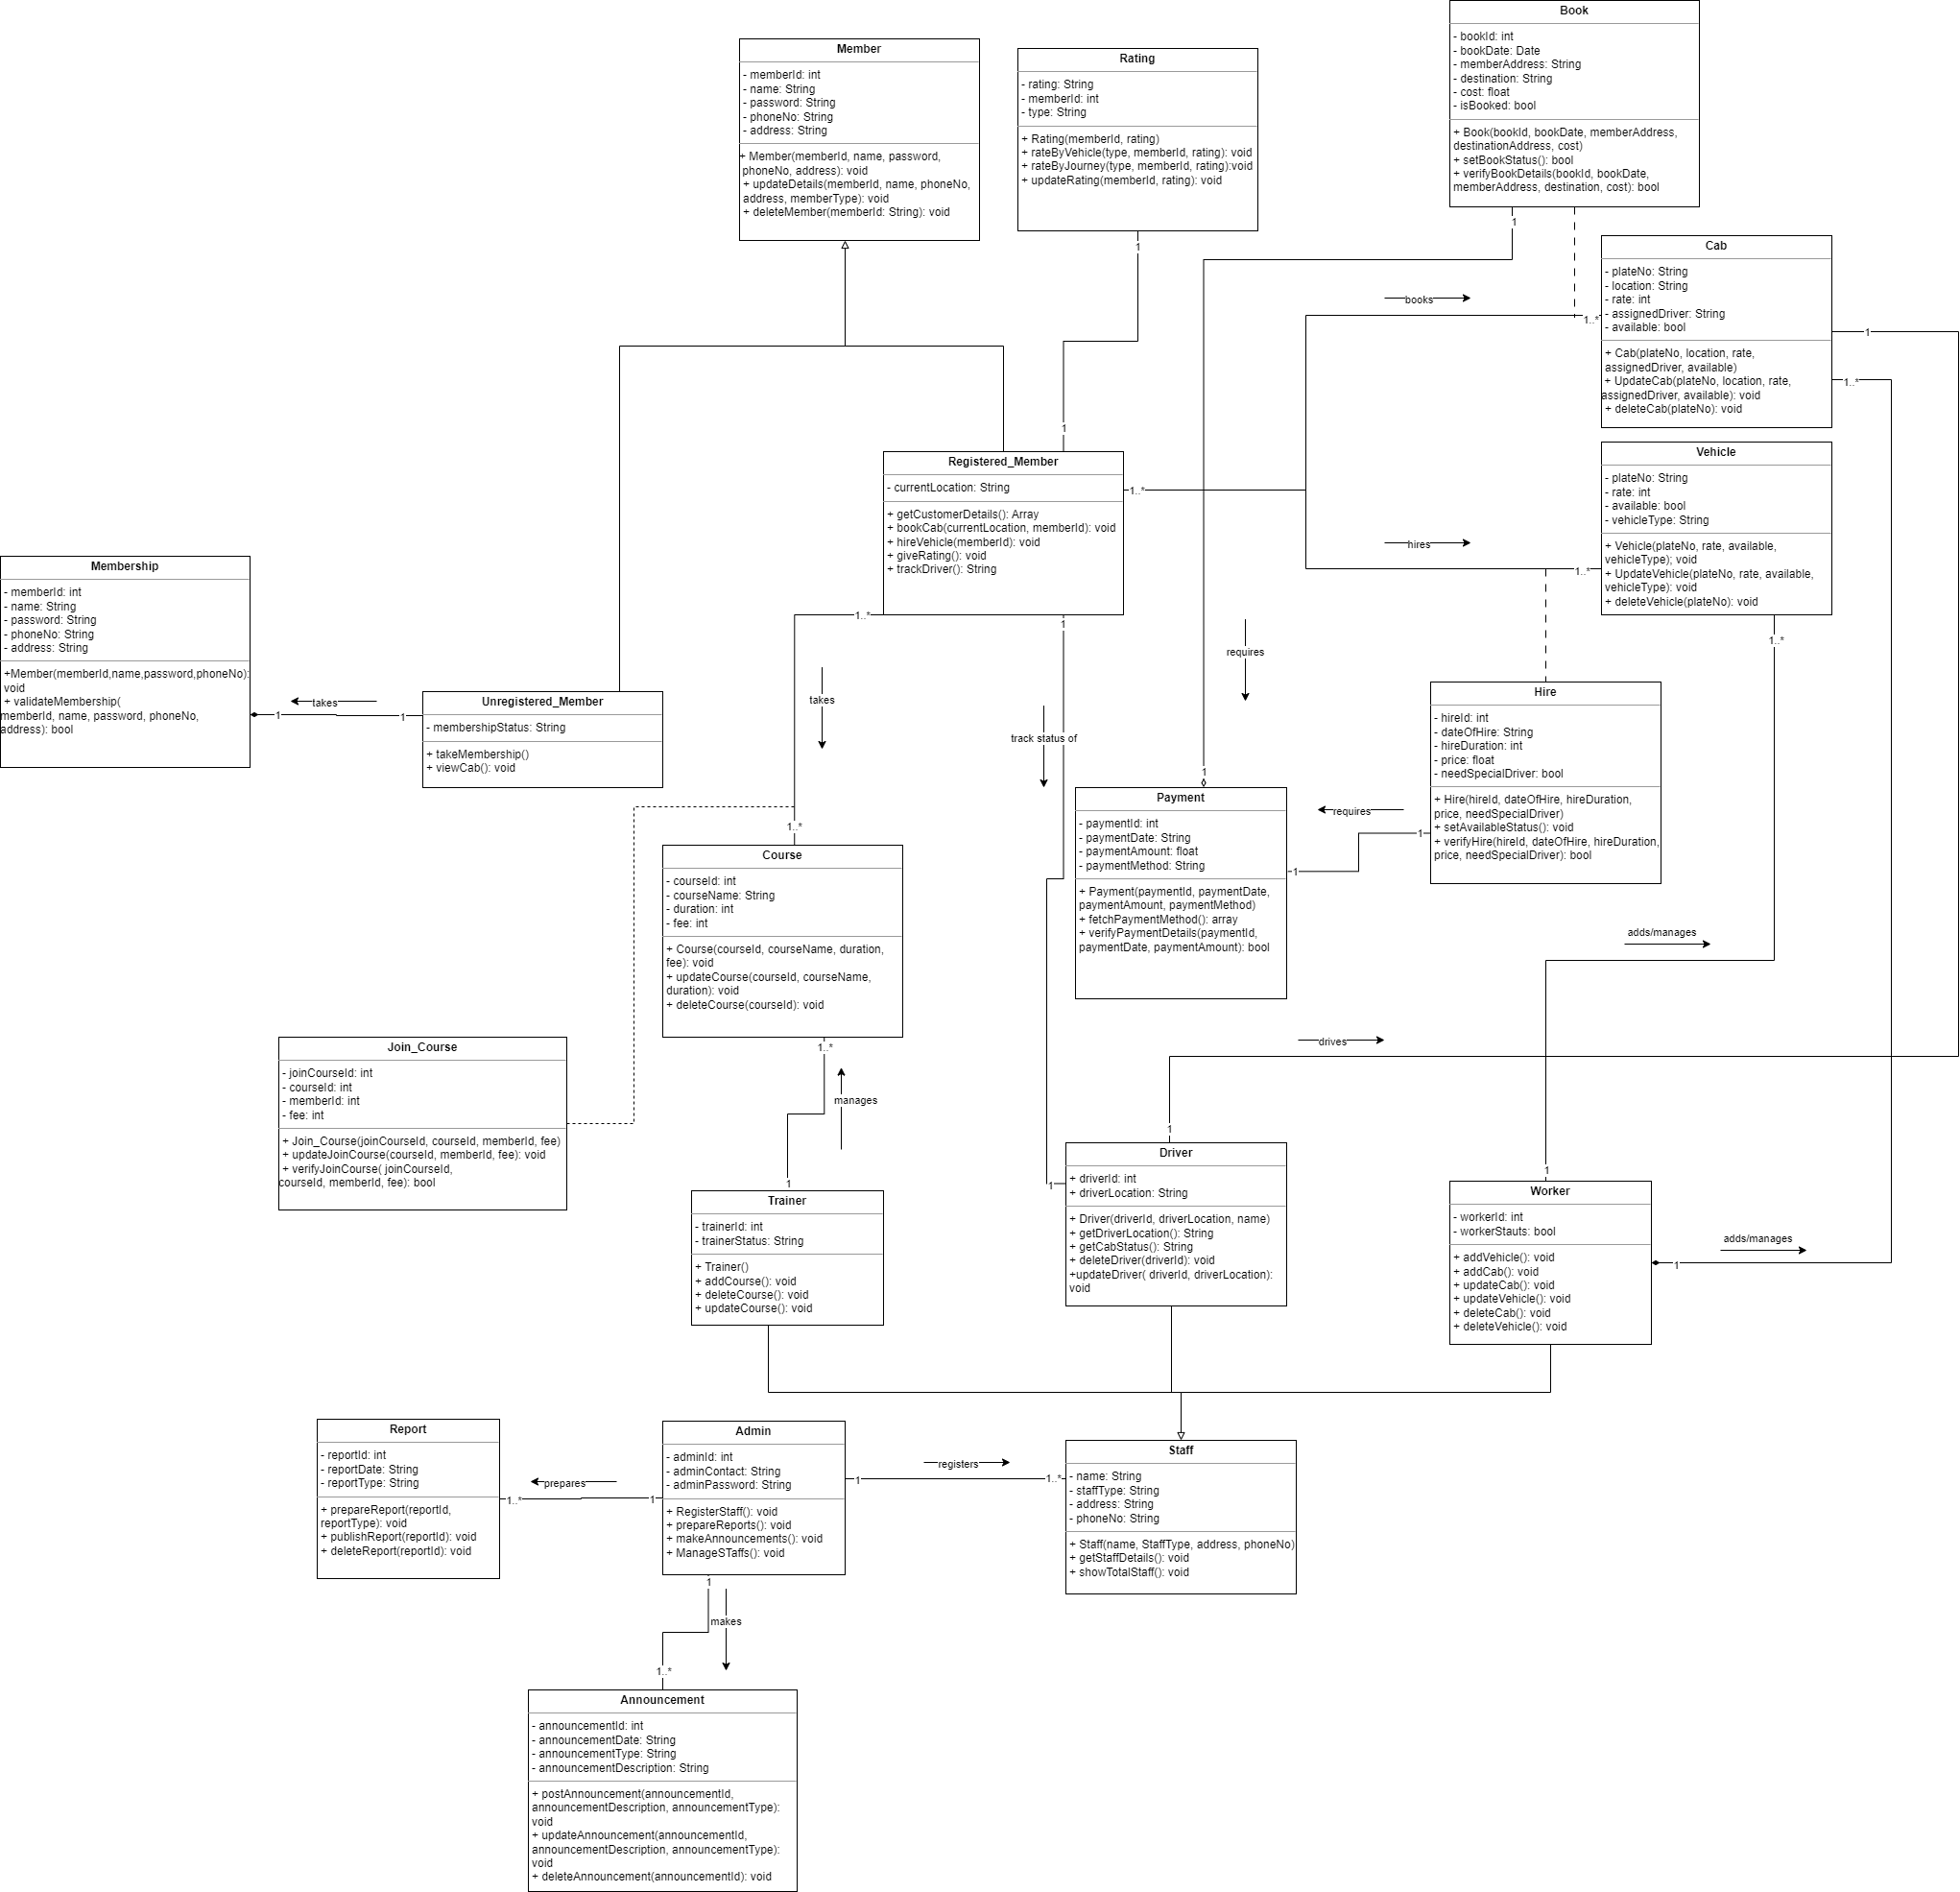 Book
- bookId: int
- bookDate: Date
- memberAddress: String
- destination: String
- cost: float
- isBooked: bool
+ Book(bookId, bookDate, memberAddress,
destinationAddress, cost)
+ setBookStatus(): bool
+ verifyBookDetails(bookId, bookDate,
memberAddress, destination, cost): bool
1
Member
- memberId: int
- name: String
- password: String
- phoneNo: String
- address: String
+ Member(memberId, name, password,
phoneNo, address): void
+ updateDetails(memberId, name, phoneNo,
address, memberType): void
+ deleteMember(memberId: String): void
Rating
- rating: String
- memberId: int
- type: String
+ Rating(memberId, rating)
+ rateByVehicle(type, memberId, rating): void
+ rateByJourney(type, memberId, rating):void
+ updateRating(memberId, rating): void
1
1
Cab
- plateNo: String
- location: String
- rate: int
- assignedDriver: String
- available: bool
+ Cab(plateNo, location, rate,
assignedDriver, available)
+ UpdateCab(plateNo, location, rate,
assignedDriver, available): void
+ deleteCab(plateNo): void
books
1..*
1
1..*
Registered_Member
- currentLocation: String
+ getCustomerDetails(): Array
+ bookCab(currentLocation, memberId): void
+ hireVehicle(memberId): void
+ giveRating(): void
+ trackDriver(): String
1..*
Vehicle
- plateNo: String
- rate: int
- available: bool
- vehicleType: String
+ Vehicle(plateNo, rate, available,
vehicleType); void
+ UpdateVehicle(plateNo, rate, available,
vehicleType): void
+ deleteVehicle(plateNo): void
hires
1..*
1..*
Membership
- memberId: int
- name: String
- password: String
- phoneNo: String
- address: String
+Member(memberId,name,password,phoneNo):
void
+ validateMembership(
memberId, name, password, phoneNo,
address): bool
takes
1
1
Unregistered_Member
- membershipStatus: String
+ takeMembership()
+ viewCab(): void
1..*
takes
1..*
1
track status of
requires
1
Hire
- hireId: int
- dateOfHire: String
- hireDuration: int
- price: float
- needSpecialDriver: bool
+ Hire(hireId, dateOfHire, hireDuration,
price, needSpecialDriver)
+ setAvailableStatus(): void
+ verifyHire(hireId, dateOfHire, hireDuration,
price, needSpecialDriver): bool
requires
1
1
Payment
- paymentId: int
- paymentDate: String
- paymentAmount: float
- paymentMethod: String
+ Payment(paymentId, paymentDate,
paymentAmount, paymentMethod)
+ fetchPaymentMethod(): array
+ verifyPaymentDetails(paymentId,
paymentDate, paymentAmount): bool
Course
- courseId: int
- courseName: String
- duration: int
- fee: int
+ Course(courseId, courseName, duration,
fee): void
+ updateCourse(courseId, courseName,
duration): void
+ deleteCourse(courseId): void
1..*
manages
1
adds/manages
drives
Join_Course
- joinCourseId: int
- courseId: int
- memberId: int
- fee: int
+ Join_Course(joinCourseId, courseId, memberId, fee)
+ updateJoinCourse(courseId, memberId, fee): void
+ verifyJoinCourse( joinCourseId,
courseId, memberId, fee): bool
Trainer
- trainerId: int
- trainerStatus: String
+ Trainer()
+ addCourse(): void
+ deleteCourse(): void
+ updateCourse(): void
1
1
Driver
+ driverId: int
+ driverLocation: String
+ Driver(driverId, driverLocation, name)
+ getDriverLocation(): String
+ getCabStatus(): String
+ deleteDriver(driverId): void
+updateDriver( driverId, driverLocation):
void
1
Worker
- workerId: int
- workerStauts: bool
+ addVehicle(): void
+ addCab(): void
+ updateCab(): void
+ updateVehicle(): void
+ deleteCab(): void
+ deleteVehicle(): void
adds/manages
1
Report
- reportId: int
- reportDate: String
- reportType: String
+ prepareReport(reportId,
reportType): void
+ publishReport(reportId): void
+ deleteReport(reportId): void
prepares
1..*
1
Admin
- adminId: int
- adminContact: String
- adminPassword: String
+ RegisterStaff(): void
+ prepareReports(): void
+ makeAnnouncements(): void
+ ManageSTaffs(): void
registers
1
1..*
Staff
- name: String
- staffType: String
- address: String
- phoneNo: String
+ Staff(name, StaffType, address, phoneNo)
+ getStaffDetails(): void
+ showTotalStaff(): void
1
makes
1..*
Announcement
- announcementId: int
- announcementDate: String
- announcementType: String
- announcementDescription: String
+ postAnnouncement(announcementId,
announcementDescription, announcementType):
void
+ updateAnnouncement(announcementId,
announcementDescription, announcementType):
void
+ deleteAnnouncement(announcementId): void